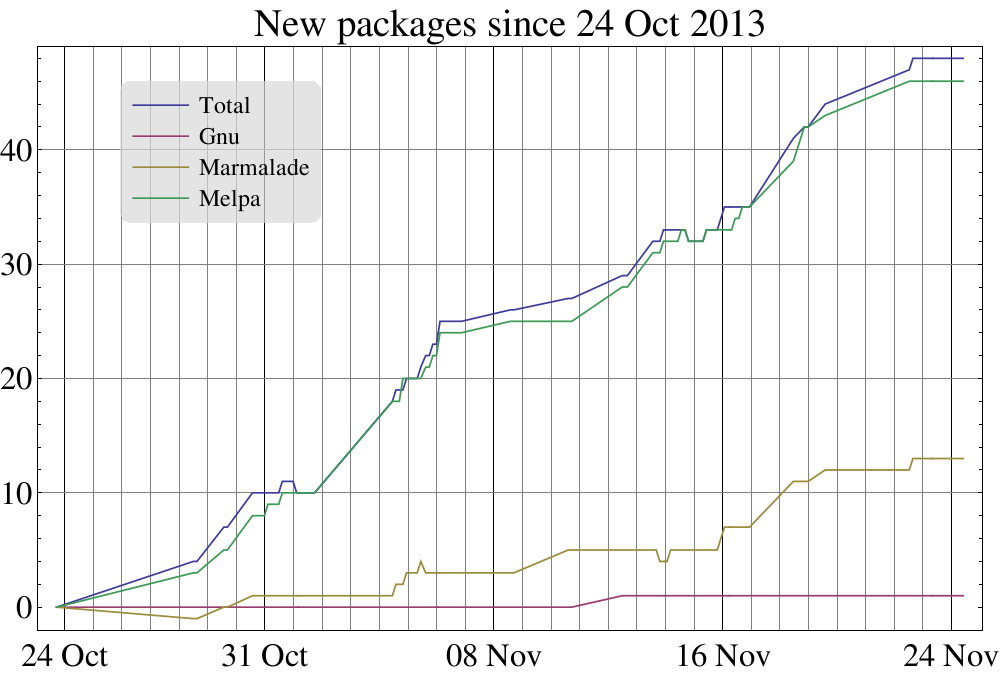 New packages since 24 Oct 2013
Total
Gnu
Marmalade
Melpa
40
30
20
10
0
24 Oct 31 Oct 08 Nov 16 Nov 24 Nov